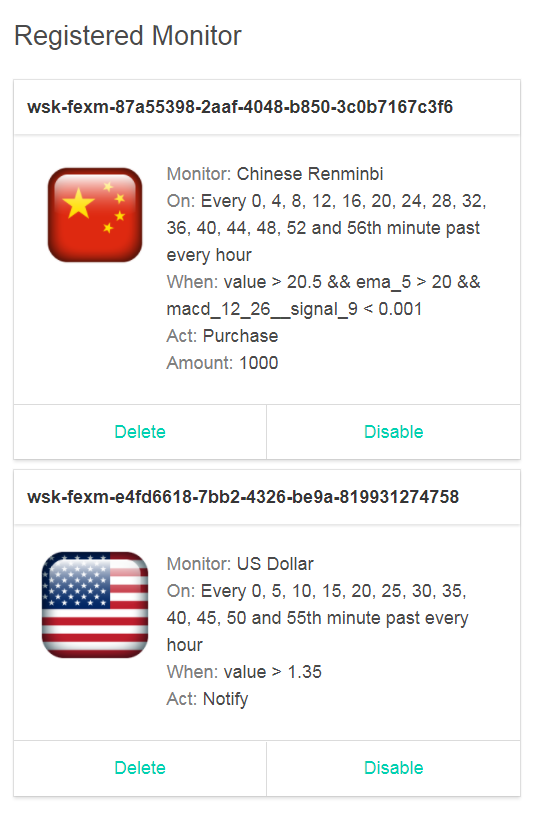 Registered Monitor
wsk-fexm-87a55398-2aaf-4048-b850-3c0b7167c3f6
Monitor: Chinese Renminbi
On: Every 0, 4, 8, 12, 16, 20, 24, 28, 32,
36, 40, 44, 48, 52 and 56th minute past
every hour
When: value > 20.5 && ema_5 > 20 &&
macd_12_26__signal_9 < 0.001
Act: Purchase
Amount: 1000
Delete Disable
wsk-fexm-e4fd6618-7bb2-4326-be9a-819931274758
Monitor: US Dollar
On: Every 0, 5, 10, 15, 20, 25, 30, 35,
40, 45, 50 and 55th minute past every
hour
When: value > 1.35
Act: Notify
Delete Disable